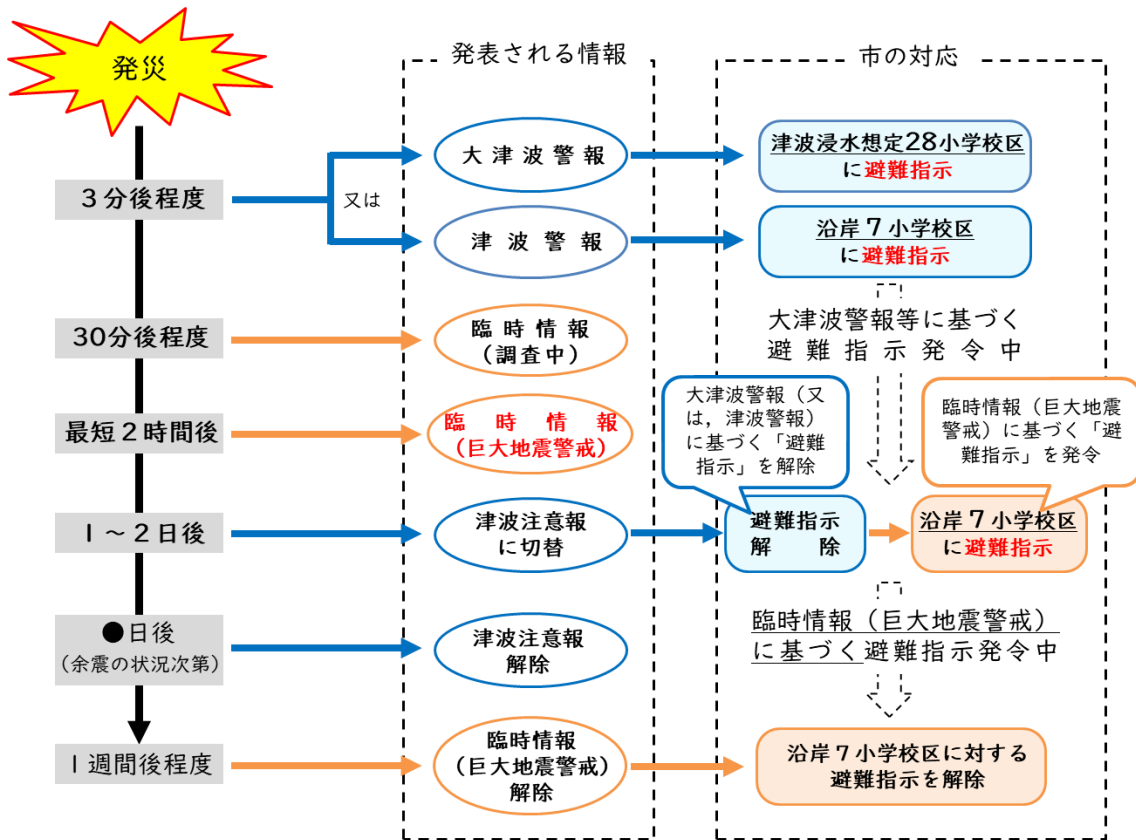 発災
発表される情報
市の対応
3分後程度
又は
大津波警報
津波浸水想定28小学校区
に避難指示
津波警報
沿岸7小学校区
に避難指示
30分後程度
臨時情報
(調査中)
大津波警報等に基づく
避難指示発令中
最短2時間後
臨時情報
(巨大地震警戒)
大津波警報(又
は,津波警報)
に基づく「避難
指示」を解除
臨時情報(巨大地震
警戒)に基づく「避
難指示」を発令
1～2日後
津波注意報
に切替
避難指示
解除
沿岸7小学校区
に避難指示
●日後
(余震の状況次第)
津波注意報
解除
臨時情報(巨大地震警戒)
に基づく避難指示発令中
1週間後程度
臨時情報
(巨大地震警戒)
解除
沿岸7小学校区に対する
避難指示を解除